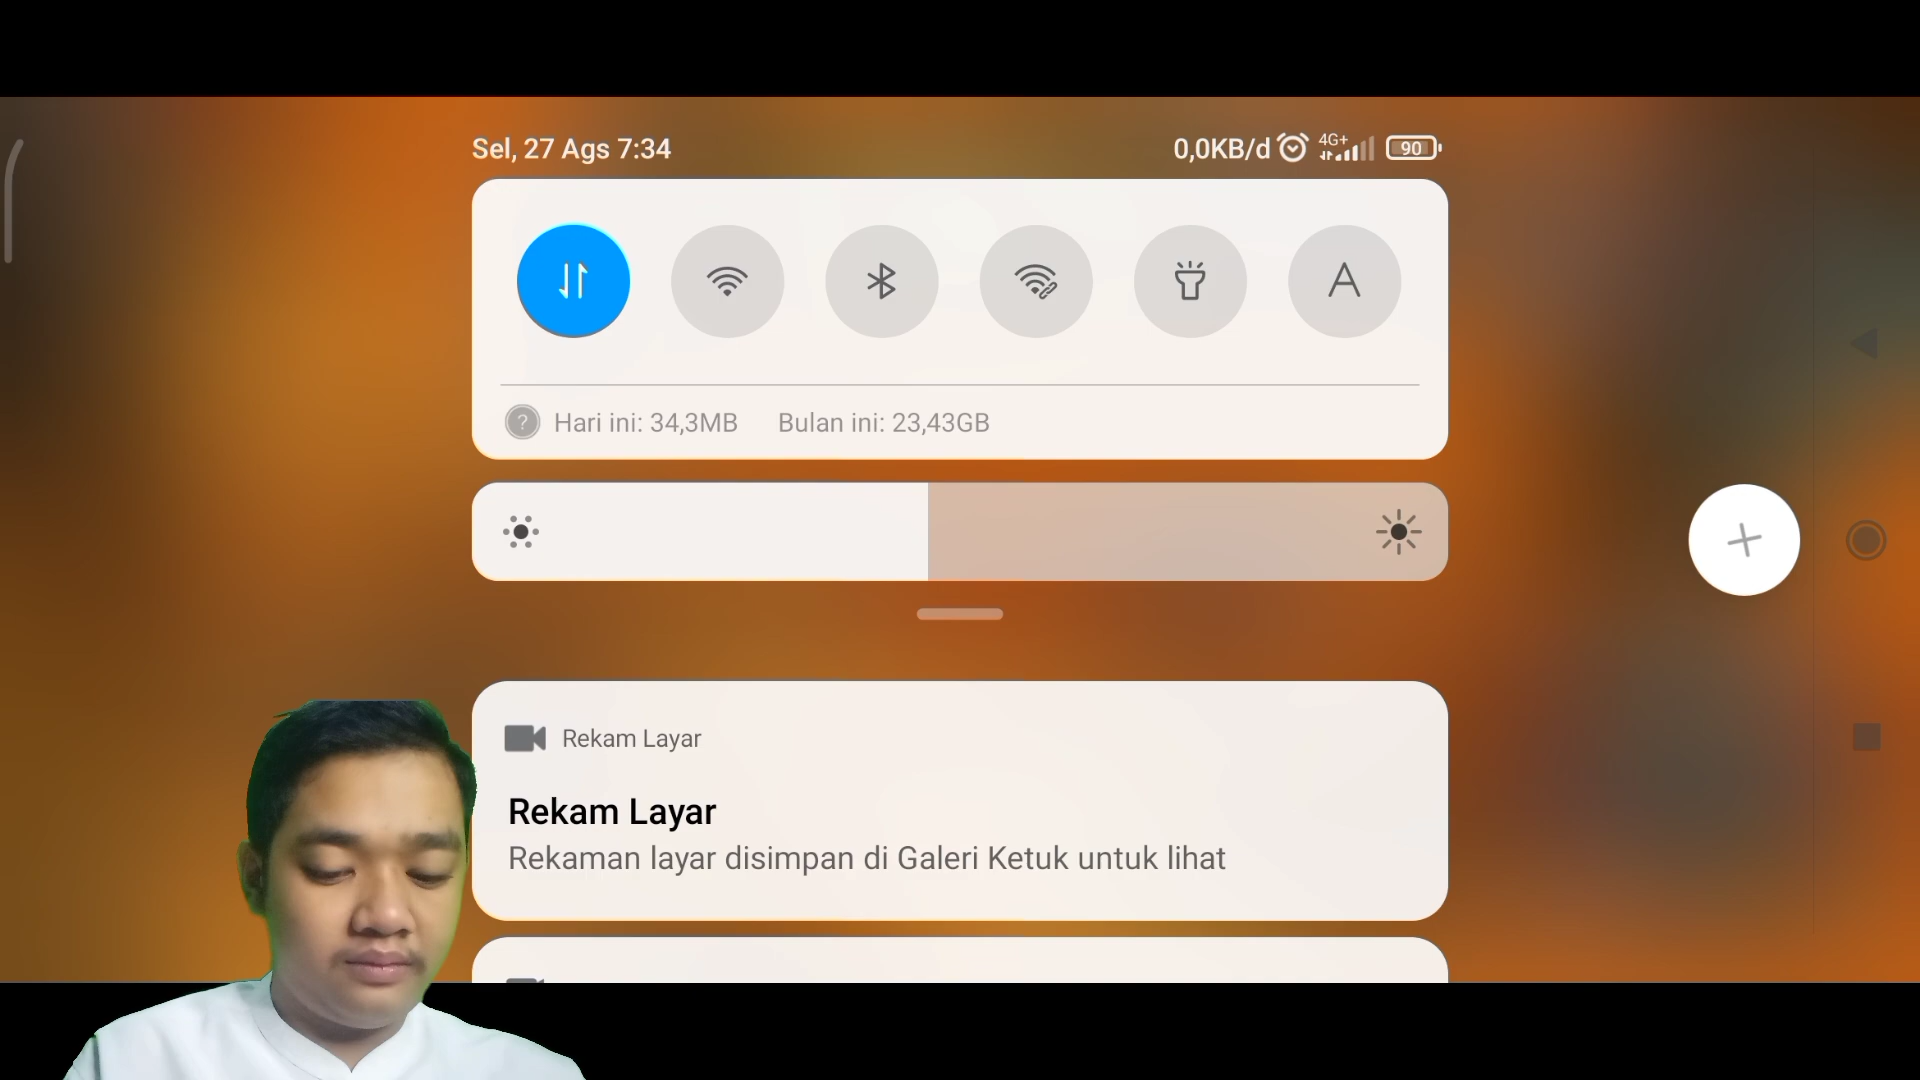 Sel, 27 Ags 7:34
0,0KB/d 4G+ 90
A
? Hari ini: 34,3MB Bulan ini: 23,43GB
Rekam Layar
Rekam Layar
Rekaman layar disimpan di Galeri Ketuk untuk lihat